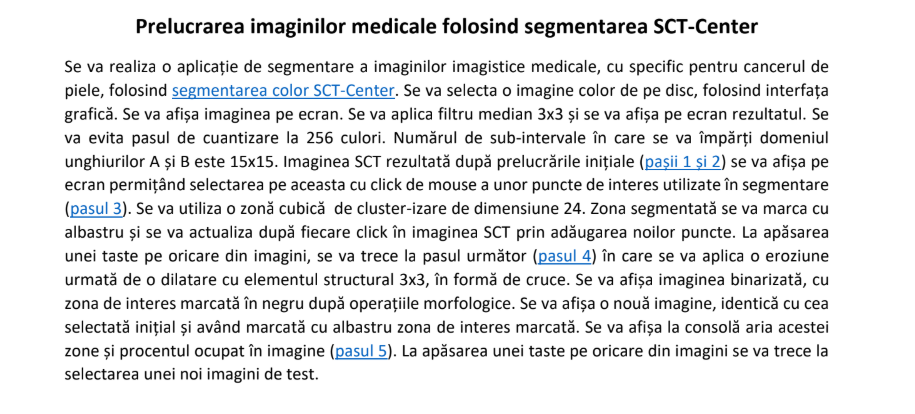 Prelucrarea imaginilor medicale folosind segmentarea SCT-Center
Se va realiza o aplicație de segmentare a imaginilor imagistice medicale, cu specific pentru cancerul de
piele, folosind segmentarea color SCT-Center. Se va selecta o imagine color de pe disc, folosind interfața
grafică. Se va afișa imaginea pe ecran. Se va aplica filtru median 3x3 și se va afișa pe ecran rezultatul. Se
va evita pasul de cuantizare la 256 culori. Numărul de sub-intervale în care se va împărți domeniul
unghiurilor A și B este 15x15. Imaginea SCT rezultată după prelucrările inițiale (pașii 1 și 2) se va afișa pe
ecran permițând selectarea pe aceasta cu click de mouse a unor puncte de interes utilizate în segmentare
(pasul 3). Se va utiliza o zonă cubică de cluster-izare de dimensiune 24. Zona segmentată se va marca cu
albastru și se va actualiza după fiecare click în imaginea SCT prin adăugarea noilor puncte. La apăsarea
unei taste pe oricare din imagini, se va trece la pasul următor (pasul 4) în care se va aplica o eroziune
urmată de o dilatare cu elementul structural 3x3, în formă de cruce. Se va afișa imaginea binarizată, cu
zona de interes marcată în negru după operațiile morfologice. Se va afișa o nouă imagine, identică cu cea
selectată inițial și având marcată cu albastru zona de interes marcată. Se va afișa la consolă aria acestei
zone și procentul ocupat în imagine (pasul 5). La apăsarea unei taste pe oricare din imagini se va trece la
selectarea unei noi imagini de test.